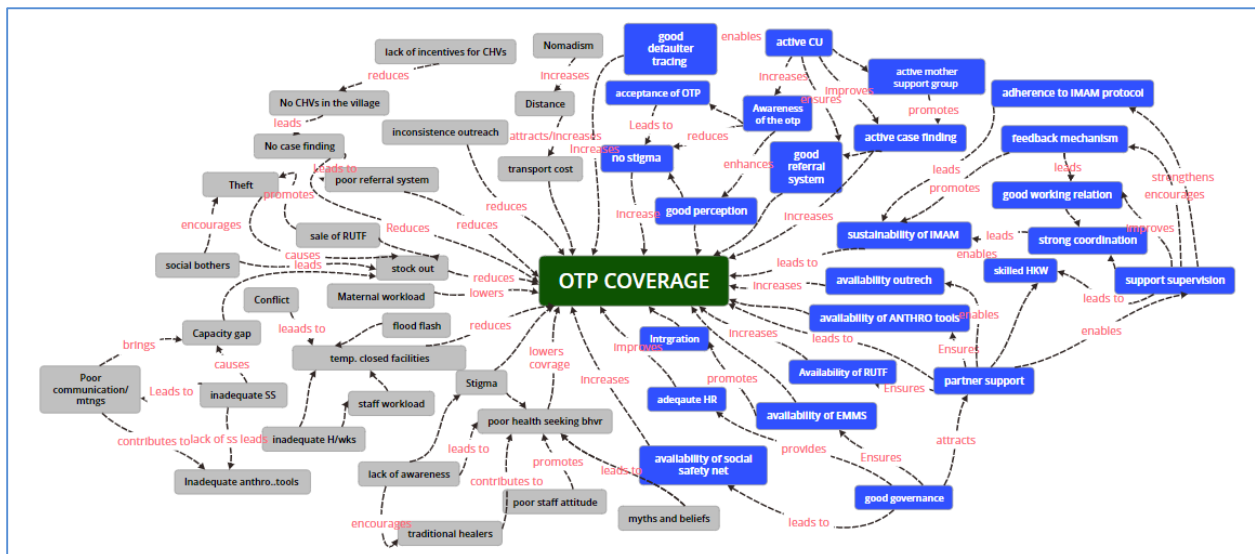 lack of incentives for CHVs
Nomadism
good
defaulter
tracing
enables
active CU
reduces
Increases
Increases
active mother
support group
No CHVs in the village
Distance
acceptance of OTP
ensures
improves
adherence to IMAM protocol
leads
inconsistence outreach
attracts/increases
Leads to
Awareness
of the otp
promotes
No case finding
Increases
reduces
active case finding
feedback mechanism
Leads to
transport cost
no stigma
enhances
good
referral
system
leads
leads
strengthens
Theft
promotes
poor referral system
promotes
encourages
good working relation
encourages
sale of RUTF
Reduces
reduces
Increase
good perception
Increases
sustainability of IMAM
leads
strong coordination
improves
social bothers
causes
leads
stock out
reduces
OTP COVERAGE
leads to
enables
skilled HKW
support supervision
Conflict
Maternal workload
lowers
increases
availability outrech
leads to
leaads to
flood flash
reduces
Capacity gap
Increases
availability of ANTHRO tools
enables
enables
brings
temp. closed facilities
lowers
covrage
improves
Intrgration
leads to
Ensures
causes
Stigma
promotes
Availability of RUTF
Ensures
partner support
Poor
communication/
mtngs
Leads to
inadequate SS
staff workload
Increases
adeqaute HR
availability of EMMS
poor health seeking bhvr
contributes to
lack of ss leads
inadequate H/wks
provides
attracts
leads to
availability of social
safety net
Ensures
lack of awareness
promotes
leads to
Inadequate anthro..tools
contributes to
poor staff attitude
good governance
encourages
traditional healers
myths and beliefs
leads to